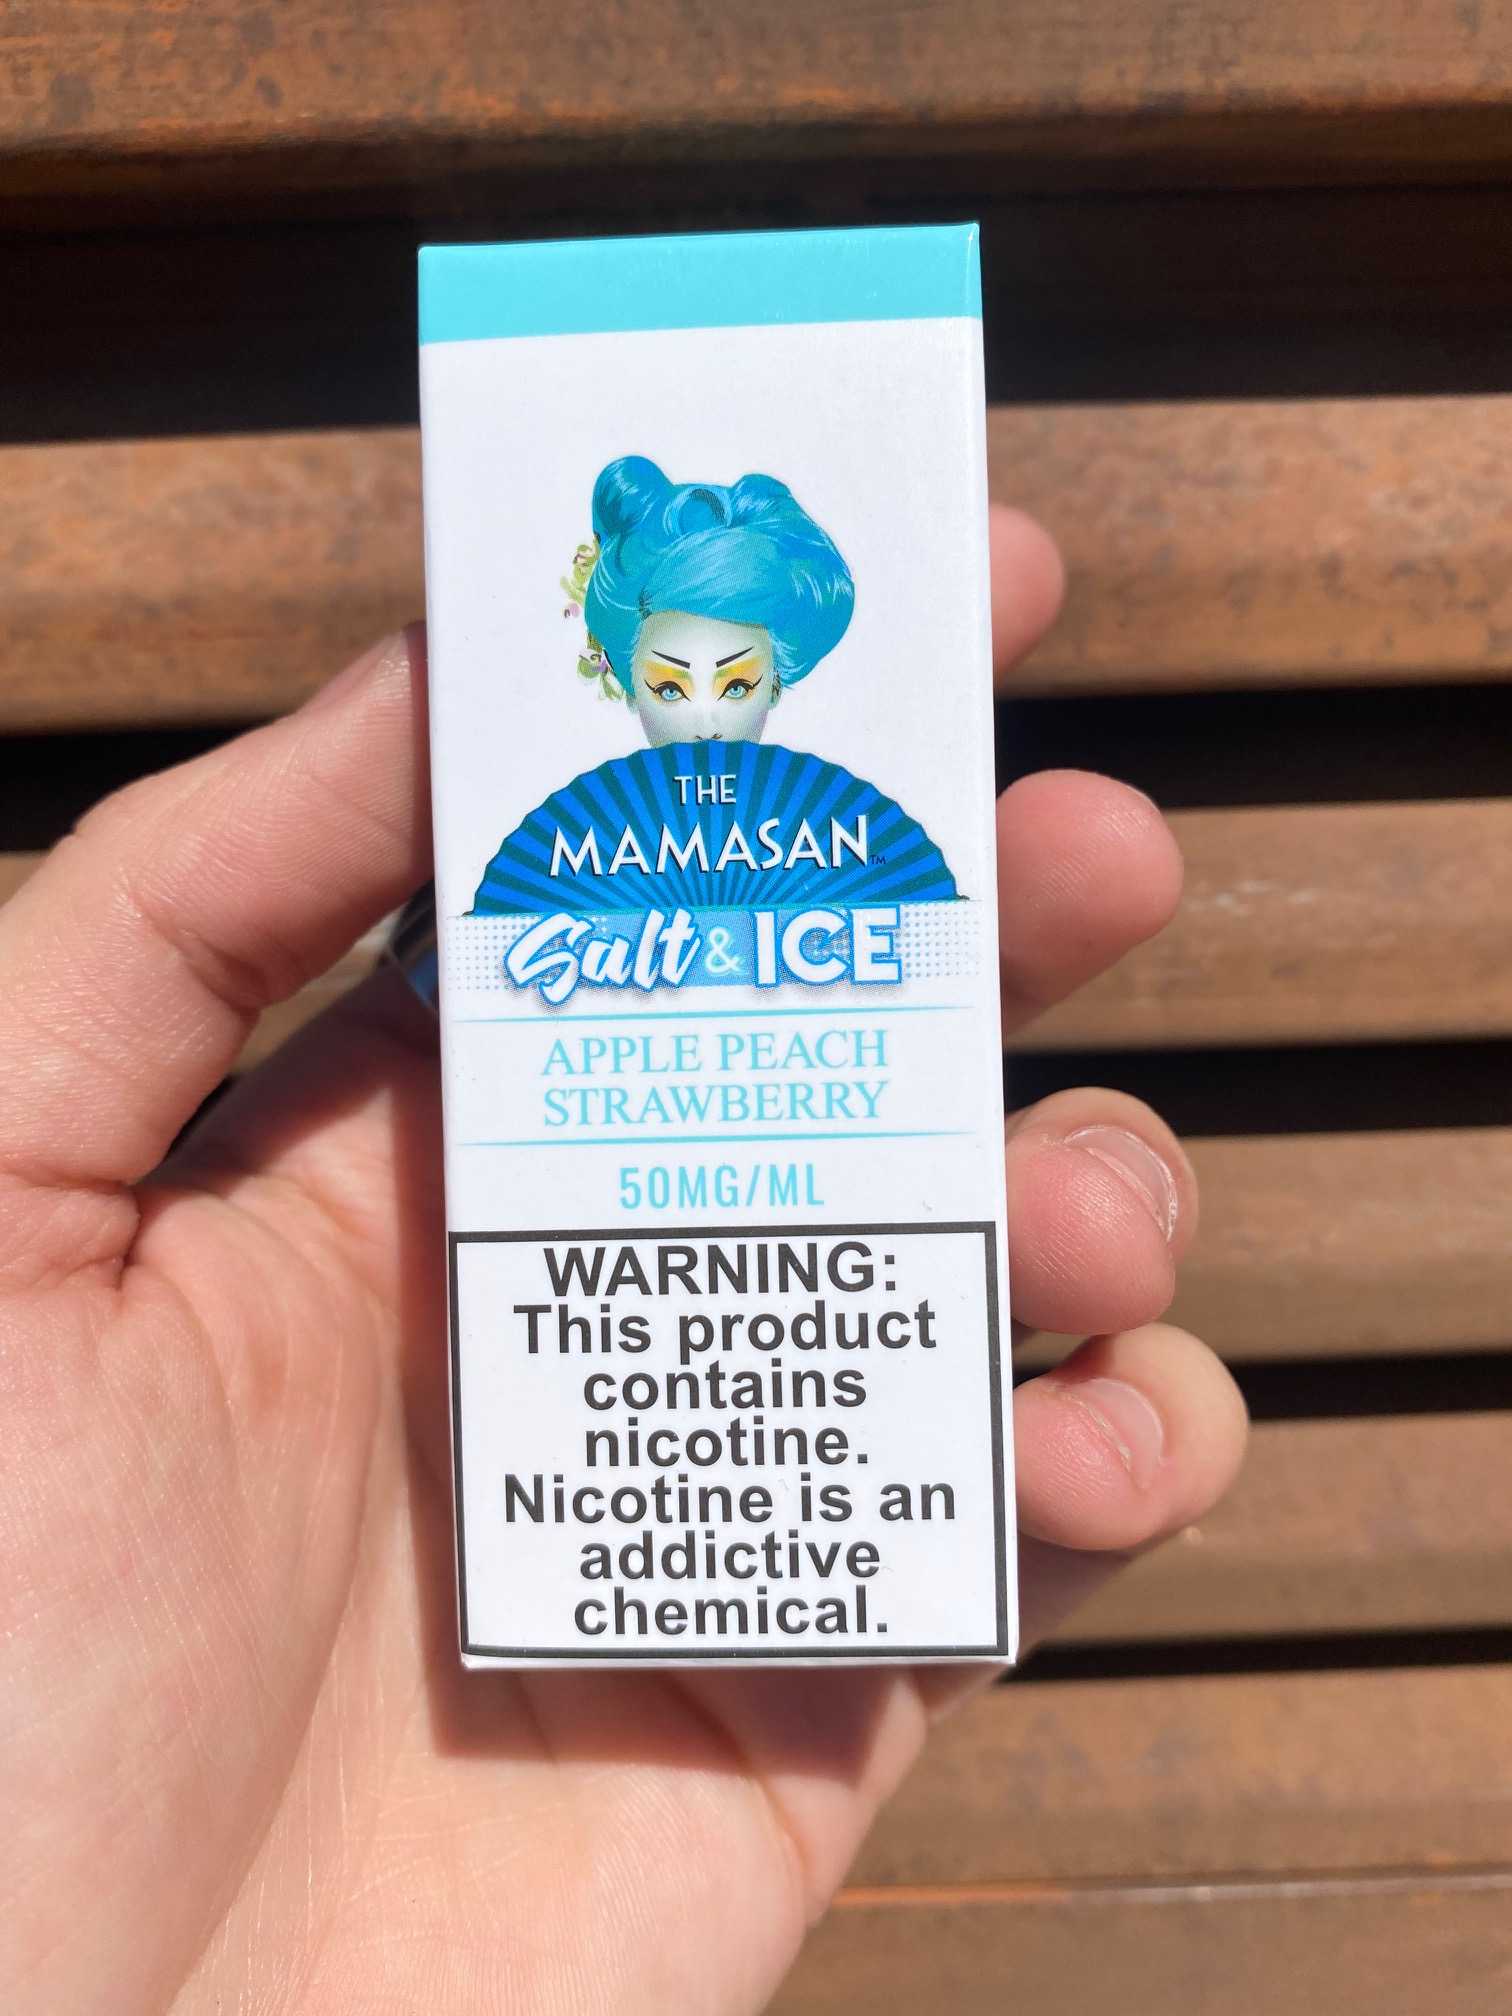 THE
MAMASAN™
Salt & ICE
APPLE PEACH
STRAWBERRY
50MG/ML
WARNING:
This product
contains
nicotine.
Nicotine is an
addictive
chemical.